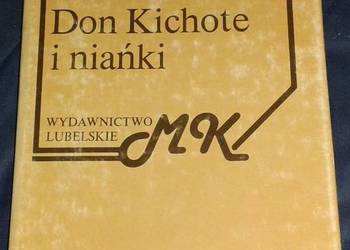 Don Kichote
i niańki
WYDAWNICTWO
LUBELSKIE
MK